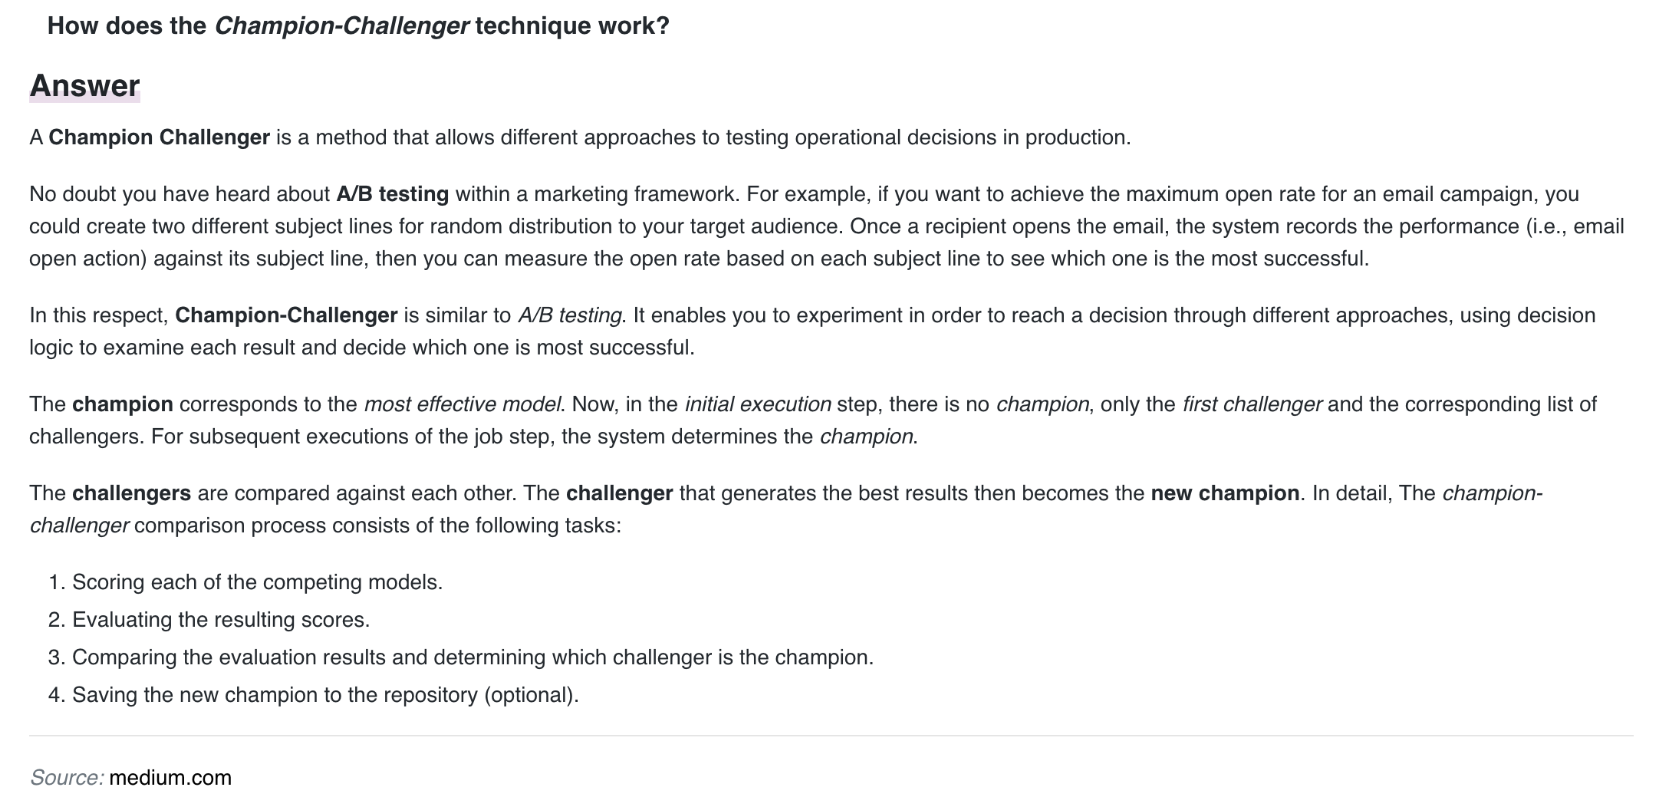 How does the Champion-Challenger technique work?
Answer
A Champion Challenger is a method that allows different approaches to testing operational decisions in production.
No doubt you have heard about A/B testing within a marketing framework. For example, if you want to achieve the maximum open rate for an email campaign, you
could create two different subject lines for random distribution to your target audience. Once a recipient opens the email, the system records the performance (i.e., email
open action) against its subject line, then you can measure the open rate based on each subject line to see which one is the most successful.
In this respect, Champion-Challenger is similar to A/B testing. It enables you to experiment in order to reach a decision through different approaches, using decision
logic to examine each result and decide which one is most successful.
The champion corresponds to the most effective model. Now, in the initial execution step, there is no champion, only the first challenger and the corresponding list of
challengers. For subsequent executions of the job step, the system determines the champion.
The challengers are compared against each other. The challenger that generates the best results then becomes the new champion. In detail, The champion-
challenger comparison process consists of the following tasks:
1. Scoring each of the competing models.
2. Evaluating the resulting scores.
3. Comparing the evaluation results and determining which challenger is the champion.
4. Saving the new champion to the repository (optional).
Source: medium.com